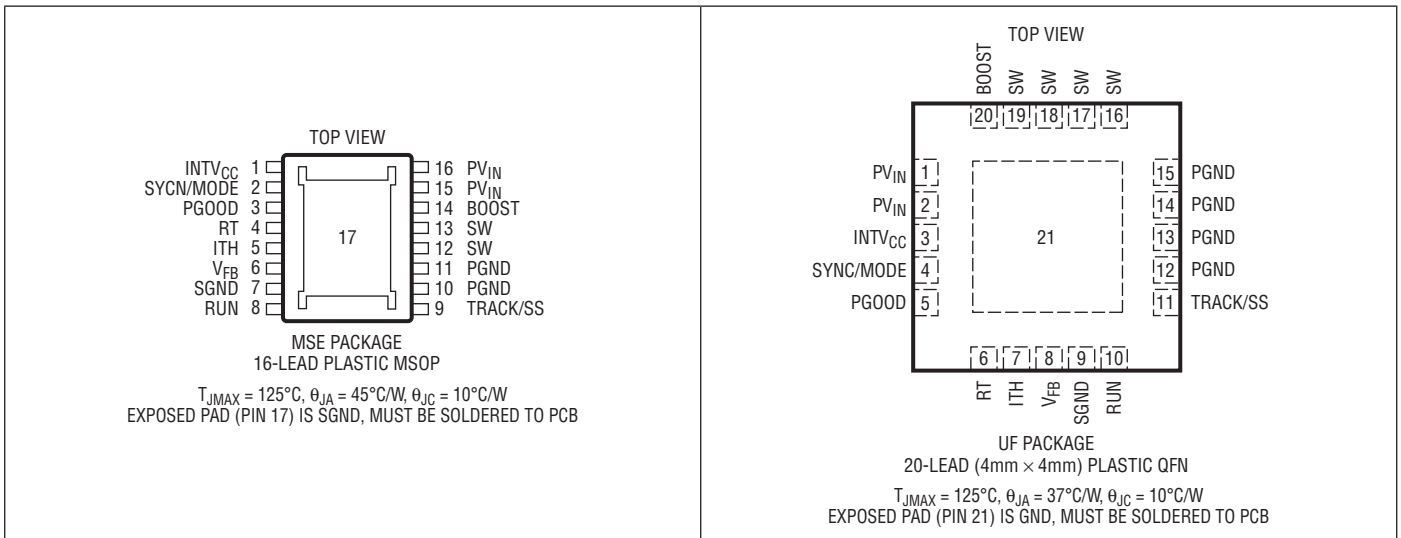 TOP VIEW
INTVCC 1
SYCN/MODE 2
PGOOD 3
RT 4
ITH 5
VFB 6
SGND 7
RUN 8
17
16 PVIN
15 PVIN
14 BOOST
13 SW
12 SW
11 PGND
10 PGND
9 TRACK/SS
MSE PACKAGE
16-LEAD PLASTIC MSOP
TJMAX = 125°C, θJA = 45°C/W, θJC = 10°C/W
EXPOSED PAD (PIN 17) IS SGND, MUST BE SOLDERED TO PCB
TOP VIEW
BOOST SW SW SW SW
20 19 18 17 16
PVIN 1
PVIN 2
INTVCC 3
SYNC/MODE 4
PGOOD 5
21
15 PGND
14 PGND
13 PGND
12 PGND
11 TRACK/SS
6 7 8 9 10
RT ITH VFB SGND RUN
UF PACKAGE
20-LEAD (4mm × 4mm) PLASTIC QFN
TJMAX = 125°C, θJA = 37°C/W, θJC = 10°C/W
EXPOSED PAD (PIN 21) IS GND, MUST BE SOLDERED TO PCB